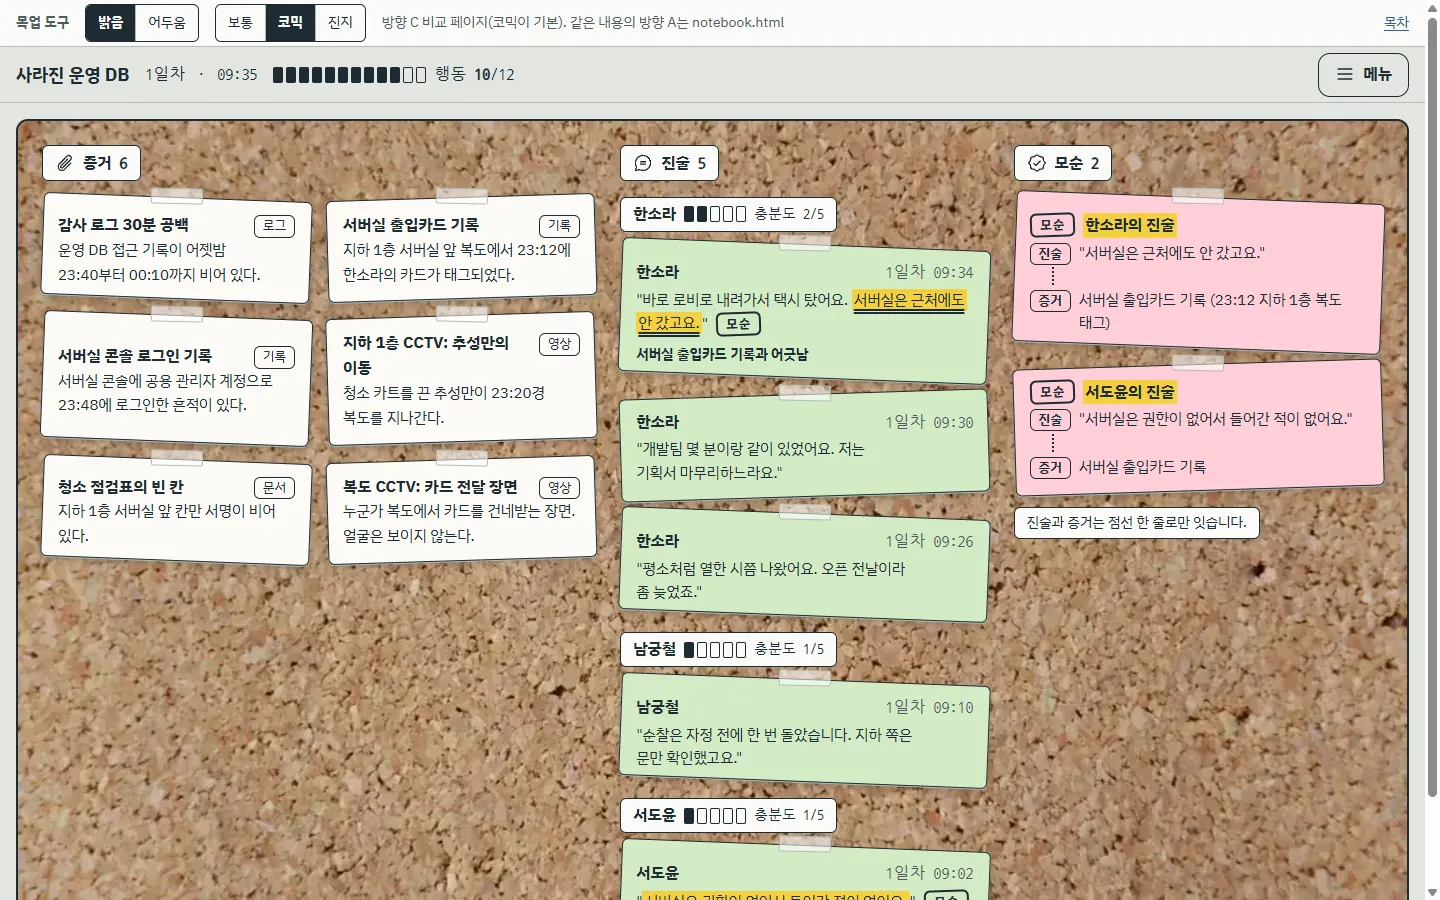 목업 도구 밝음 어두움 보통 코믹 진지 방향 C 비교 페이지(코믹이 기본). 같은 내용의 방향 A는 notebook.html 목차
사라진 운영 DB 1일차 · 09:35 행동 10/12 메뉴
증거 6
감사 로그 30분 공백 로그
운영 DB 접근 기록이 어젯밤
23:40부터 00:10까지 비어 있다.
서버실 출입카드 기록 기록
지하 1층 서버실 앞 복도에서 23:12에
한소라의 카드가 태그되었다.
서버실 콘솔 로그인 기록 기록
서버실 콘솔에 공용 관리자 계정으로
23:48에 로그인한 흔적이 있다.
지하 1층 CCTV: 추성만의 영상
이동
청소 카트를 끈 추성만이 23:20경
복도를 지나간다.
청소 점검표의 빈 칸 문서
지하 1층 서버실 앞 칸만 서명이 비어
있다.
복도 CCTV: 카드 전달 장면 영상
누군가 복도에서 카드를 건네받는 장면.
얼굴은 보이지 않는다.
진술 5
한소라 충분도 2/5
한소라 1일차 09:34
"바로 로비로 내려가서 택시 탔어요. 서버실은 근처에도
안 갔고요." 모순
서버실 출입카드 기록과 어긋남
한소라 1일차 09:30
"개발팀 몇 분이랑 같이 있었어요. 저는
기획서 마무리하느라요."
한소라 1일차 09:26
"평소처럼 열한 시쯤 나왔어요. 오픈 전날이라
좀 늦었죠."
남궁철 충분도 1/5
남궁철 1일차 09:10
"순찰은 자정 전에 한 번 돌았습니다. 지하 쪽은
문만 확인했고요."
서도윤 충분도 1/5
서도윤 1일차 09:02
"서버실은 권한이 없어서 들어간 적이 없어요." 모순
모순 2
모순 한소라의 진술
진술 "서버실은 근처에도 안 갔고요."
증거 서버실 출입카드 기록 (23:12 지하 1층 복도
태그)
모순 서도윤의 진술
진술 "서버실은 권한이 없어서 들어간 적이 없어요."
증거 서버실 출입카드 기록
진술과 증거는 점선 한 줄로만 잇습니다.